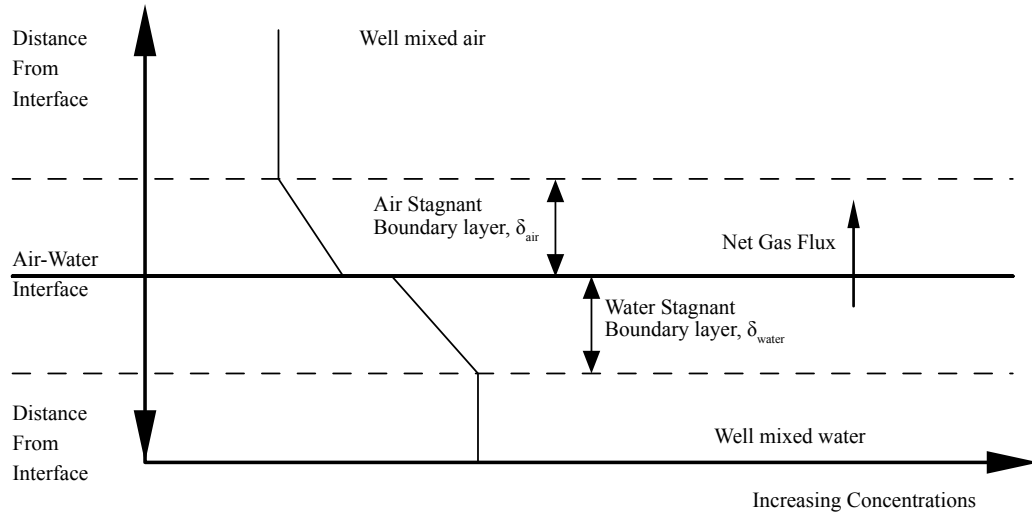 Distance
From
Interface
Well mixed air
Air Stagnant
Boundary layer, δair
Net Gas Flux
Air-Water
Interface
Water Stagnant
Boundary layer, δwater
Distance
From
Interface
Well mixed water
Increasing Concentrations